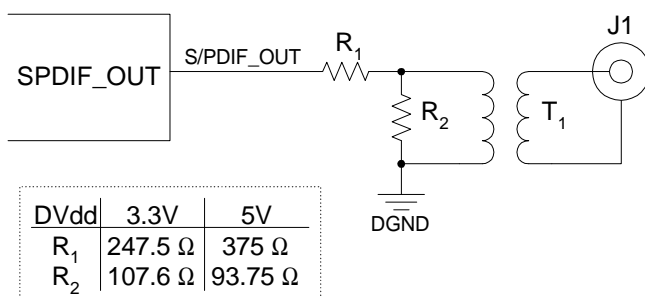 J1
S/PDIF_OUT
R1
SPDIF_OUT
R2
T1
DGND
DVdd 3.3V 5V
R1 247.5 Ω 375 Ω
R2 107.6 Ω 93.75 Ω